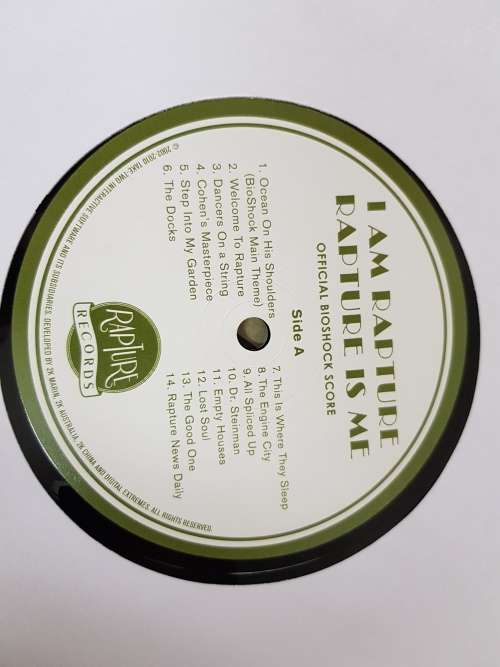 I AM RAPTURE
RAPTURE IS ME
OFFICIAL BIOSHOCK SCORE
Side A
1. Ocean On His Shoulders
(BioShock Main Theme)
2. Welcome To Rapture
3. Dancers On a String
4. Cohen's Masterpiece
5. Step Into My Garden
6. The Docks
7. This Is Where They Sleep
8. The Engine City
9. All Spliced Up
10. Dr. Steinman
11. Empty Houses
12. Lost Soul
13. The Good One
14. Rapture News Daily
RAPTURE
RECORDS
© 2002-2010 TAKE-TWO INTERACTIVE SOFTWARE AND ITS SUBSIDIARIES. DEVELOPED BY 2K MARIN, 2K AUSTRALIA, 2K CHINA AND DIGITAL EXTREMES. ALL RIGHTS RESERVED.